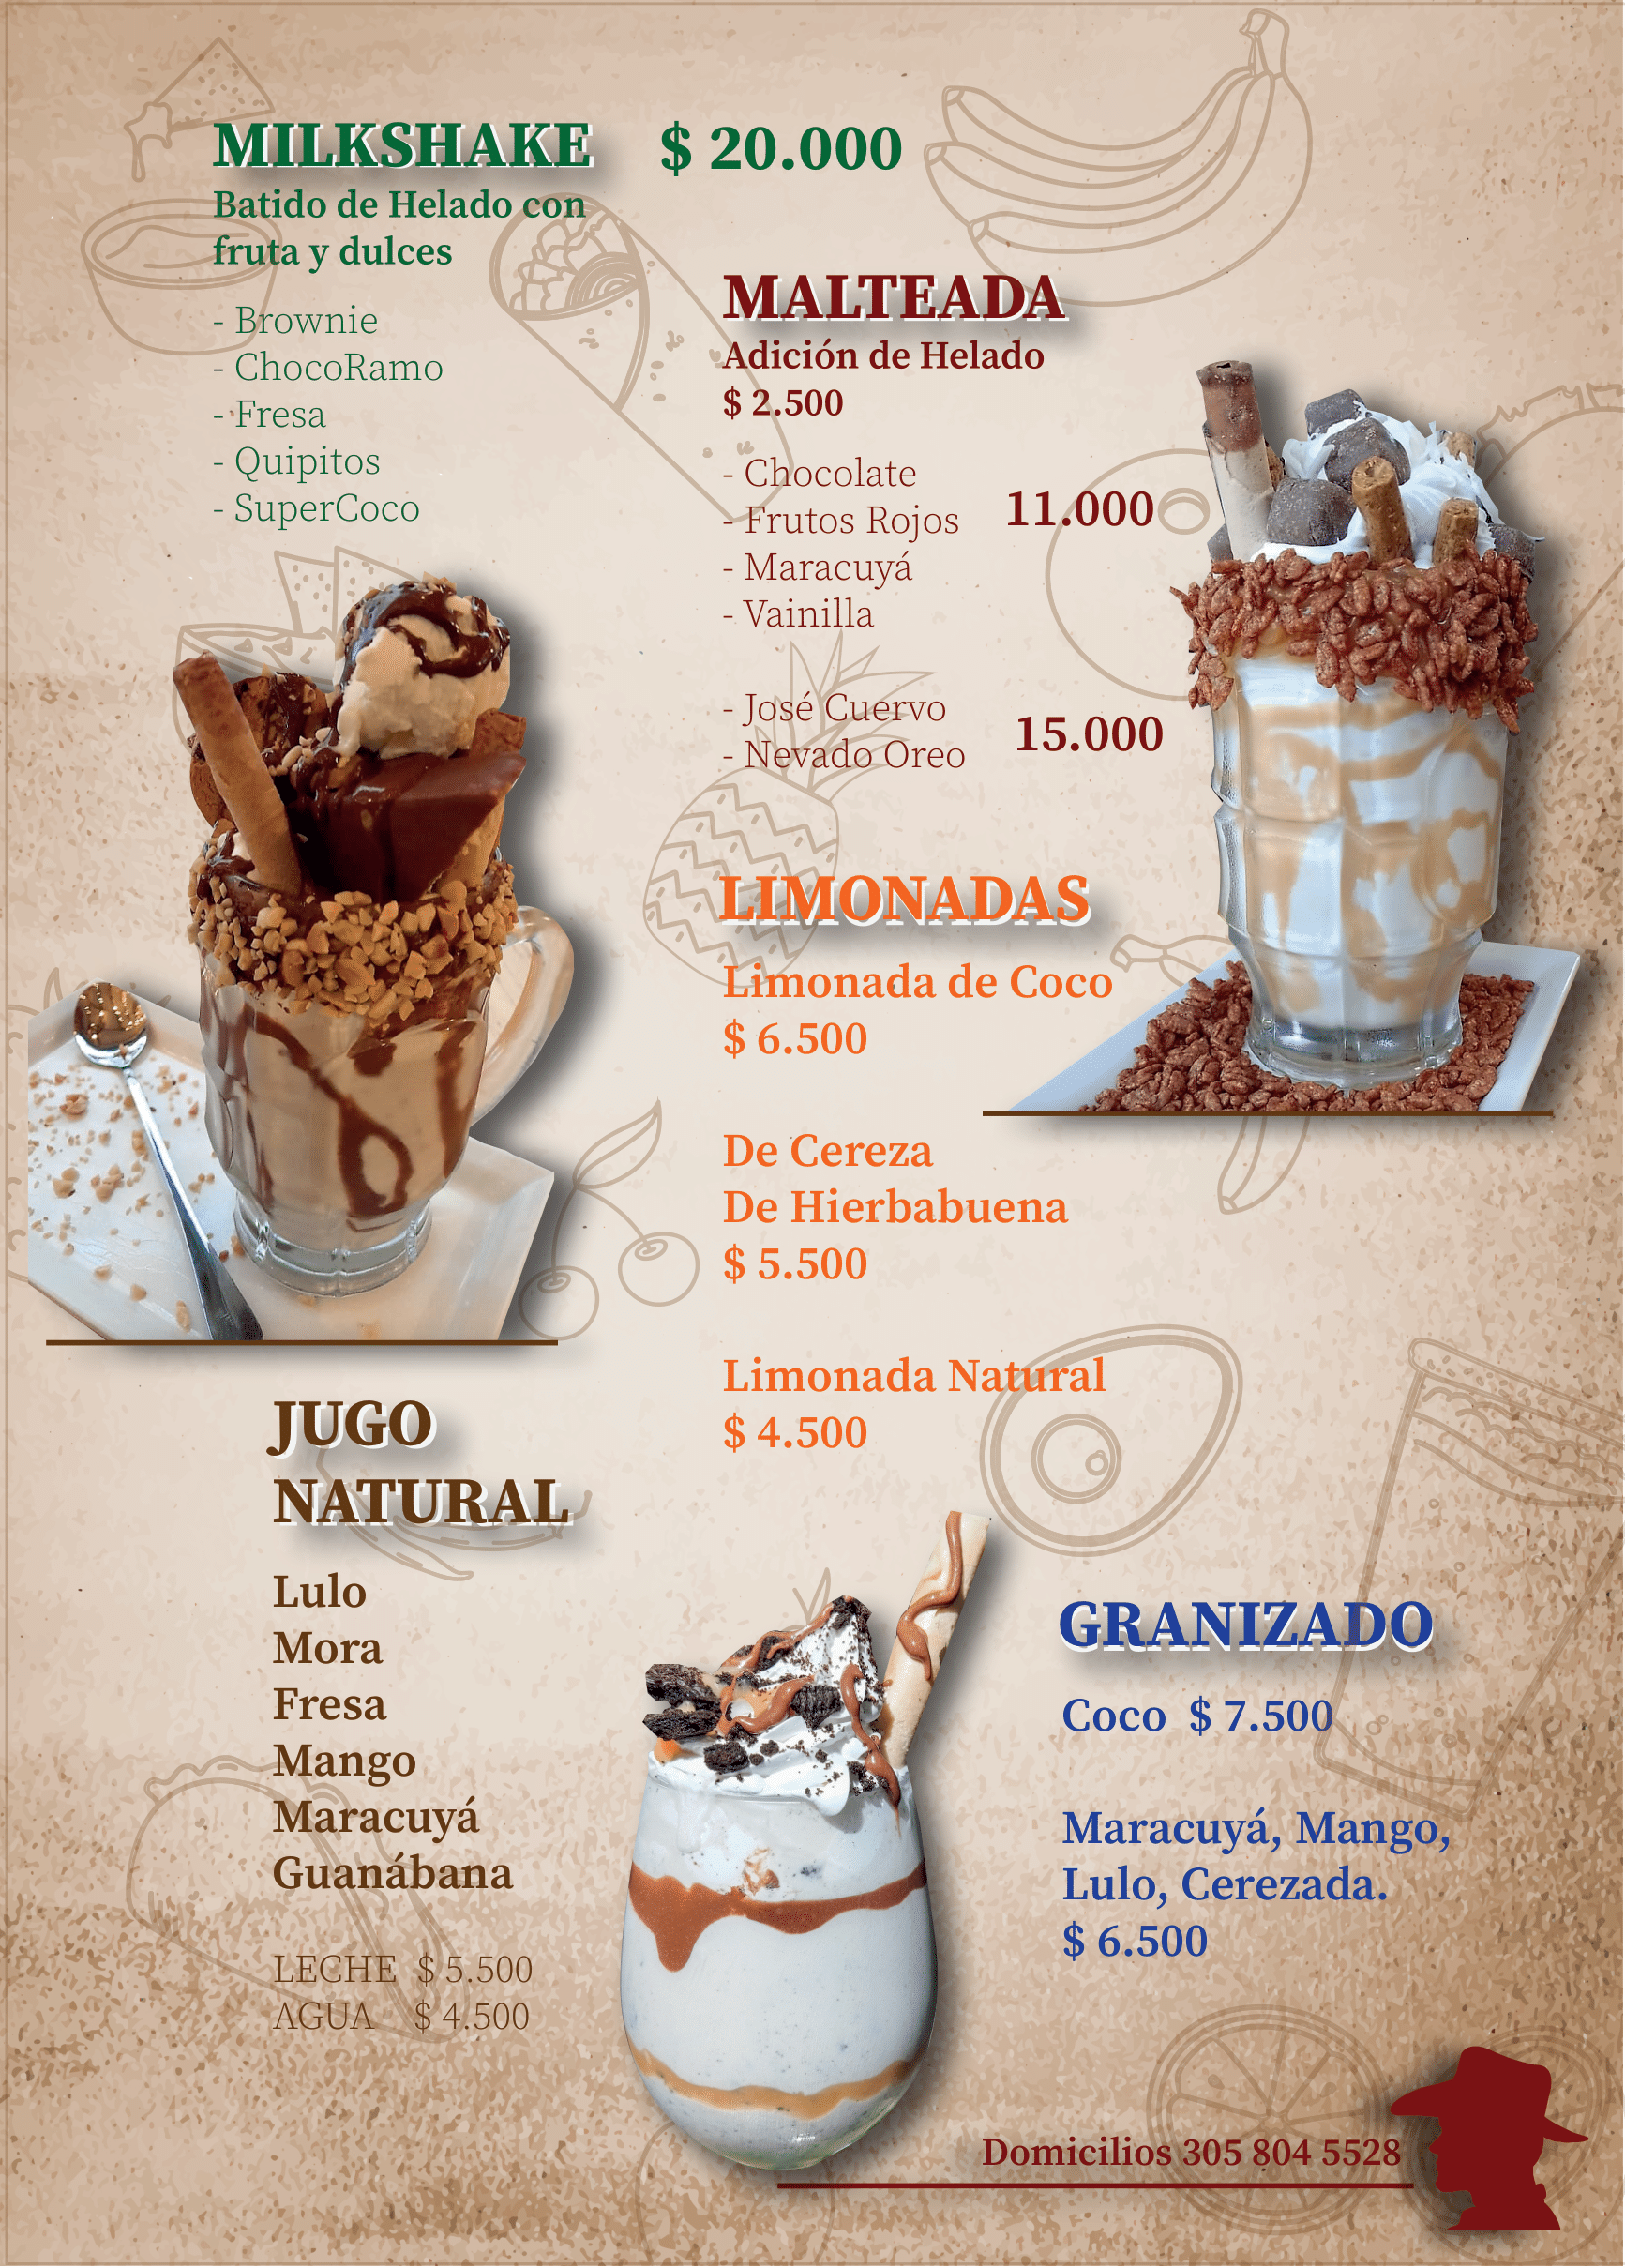 MILKSHAKE $ 20.000
Batido de Helado con
fruta y dulces
- Brownie
- ChocoRamo
- Fresa
- Quipitos
- SuperCoco
MALTEADA
Adición de Helado
$ 2.500
- Chocolate
- Frutos Rojos
11.000
- Maracuyá
- Vainilla
- José Cuervo
- Nevado Oreo
15.000
LIMONADAS
Limonada de Coco
$ 6.500
De Cereza
De Hierbabuena
$ 5.500
Limonada Natural
$ 4.500
JUGO
NATURAL
Lulo
Mora
Fresa
Mango
Maracuyá
Guanábana
LECHE $ 5.500
AGUA $ 4.500
GRANIZADO
Coco $ 7.500
Maracuyá, Mango,
Lulo, Cerezada.
$ 6.500
Domicilios 305 804 5528